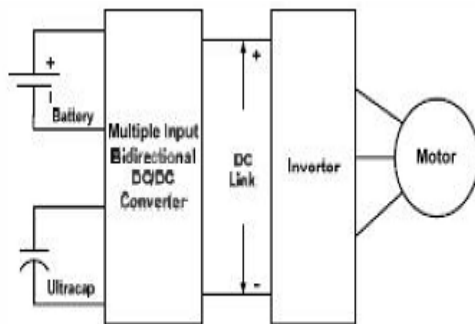 +
Battery
Multiple Input
Bidirectional
DC/DC
Converter
Ultracap
+
DC
Link
-
Invertor
Motor